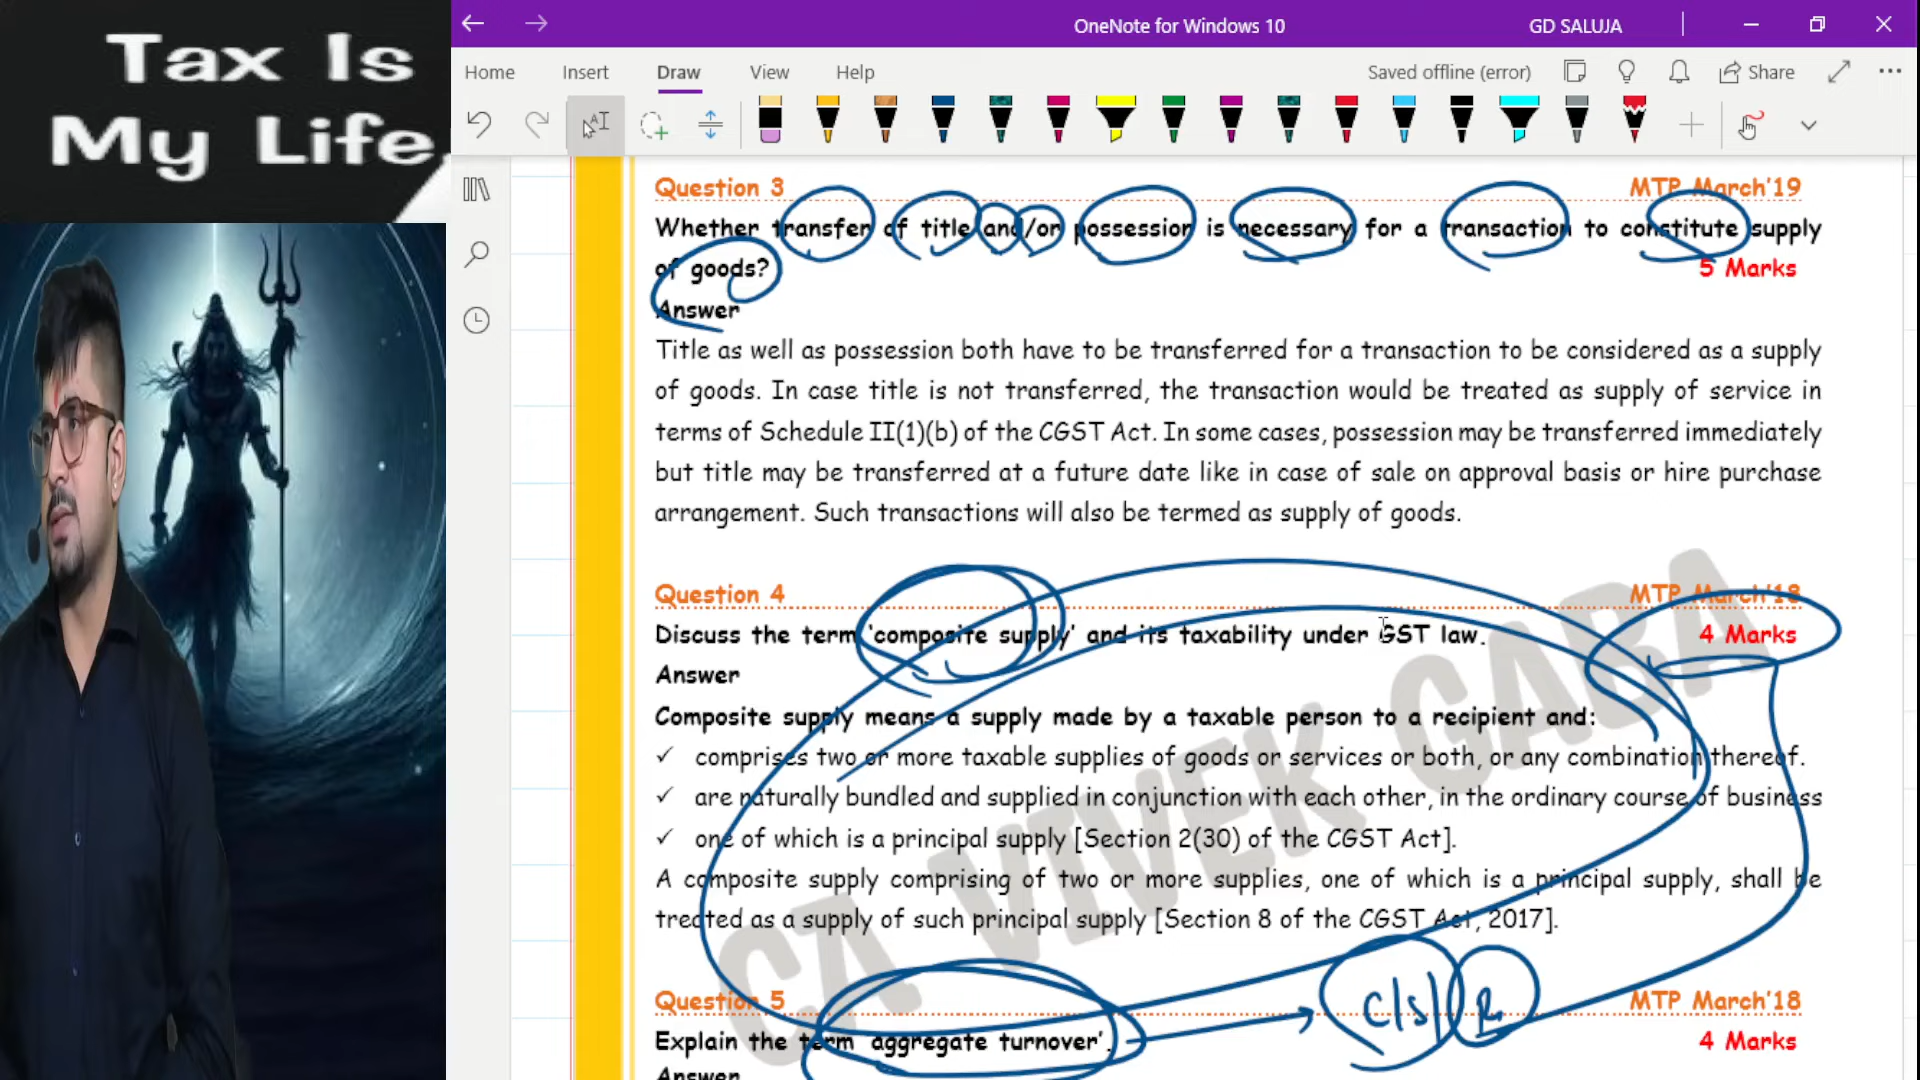 Tax Is
My Life.
OneNote for Windows 10
GD SALUJA
Home Insert Draw View Help
Saved offline (error)
Share
Question 3 MTP March'19
Whether transfer of title and/or possession is necessary for a transaction to constitute supply
of goods? 5 Marks
Answer
Title as well as possession both have to be transferred for a transaction to be considered as a supply
of goods. In case title is not transferred, the transaction would be treated as supply of service in
terms of Schedule II(1)(b) of the CGST Act. In some cases, possession may be transferred immediately
but title may be transferred at a future date like in case of sale on approval basis or hire purchase
arrangement. Such transactions will also be termed as supply of goods.
Question 4 MTP March'18
Discuss the term 'composite supply' and its taxability under GST law. 4 Marks
Answer
Composite supply means a supply made by a taxable person to a recipient and:
✓ comprises two or more taxable supplies of goods or services or both, or any combination thereof.
✓ are naturally bundled and supplied in conjunction with each other, in the ordinary course of business
✓ one of which is a principal supply [Section 2(30) of the CGST Act].
A composite supply comprising of two or more supplies, one of which is a principal supply, shall be
treated as a supply of such principal supply [Section 8 of the CGST Act, 2017].
CA VIVEK GABA
Question 5 MTP March'18
C/S/ R
Explain the term 'aggregate turnover'. 4 Marks
Answer